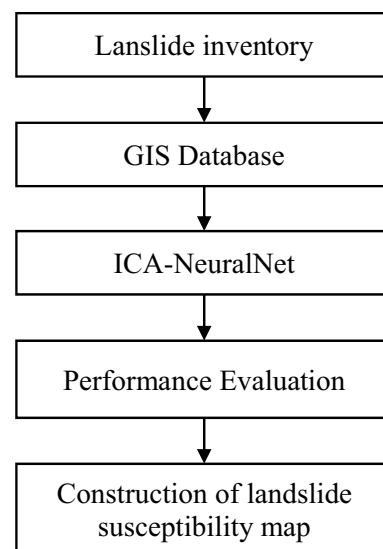 Lanslide inventory
GIS Database
ICA-NeuralNet
Performance Evaluation
Construction of landslide
susceptibility map